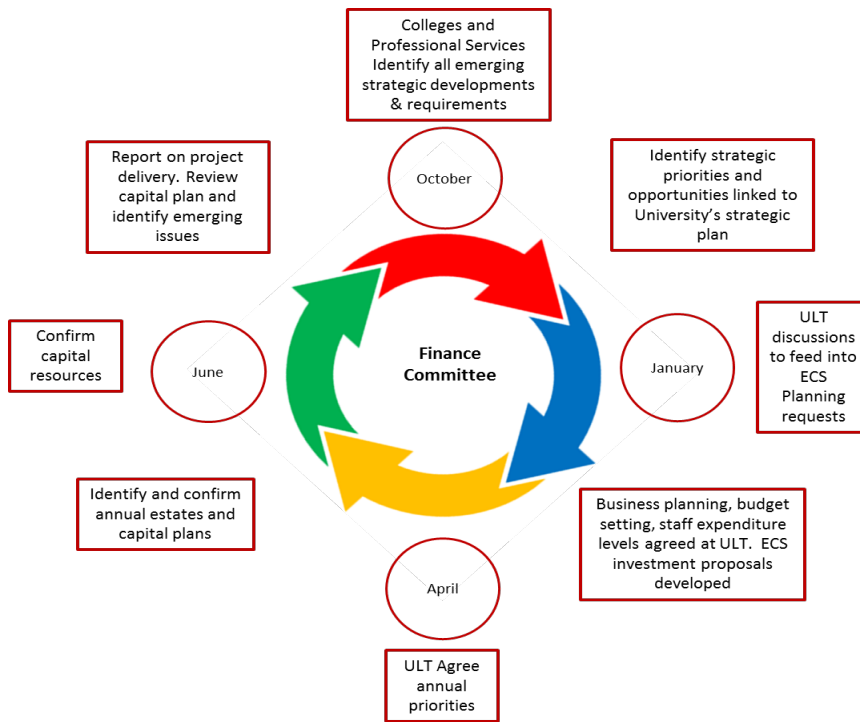 Colleges and
Professional Services
Identify all emerging
strategic developments
& requirements
October
Report on project
delivery. Review
capital plan and
identify emerging
issues
Identify strategic
priorities and
opportunities linked to
University's strategic
plan
Confirm
capital
resources
June
Finance
Committee
January
ULT
discussions
to feed into
ECS
Planning
requests
Identify and confirm
annual estates and
capital plans
Business planning, budget
setting, staff expenditure
levels agreed at ULT. ECS
investment proposals
developed
April
ULT Agree
annual
priorities